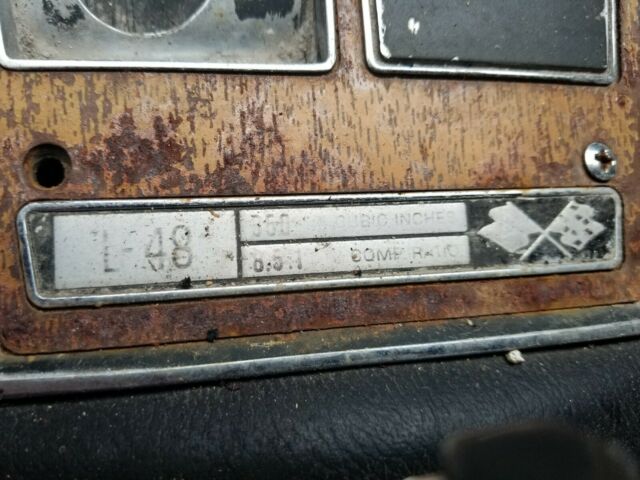 L-48
350 CUBIC INCHES
8.5:1 COMP RATIO